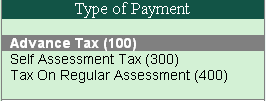 Type of Payment
Advance Tax (100)
Self Assessment Tax (300)
Tax On Regular Assessment (400)